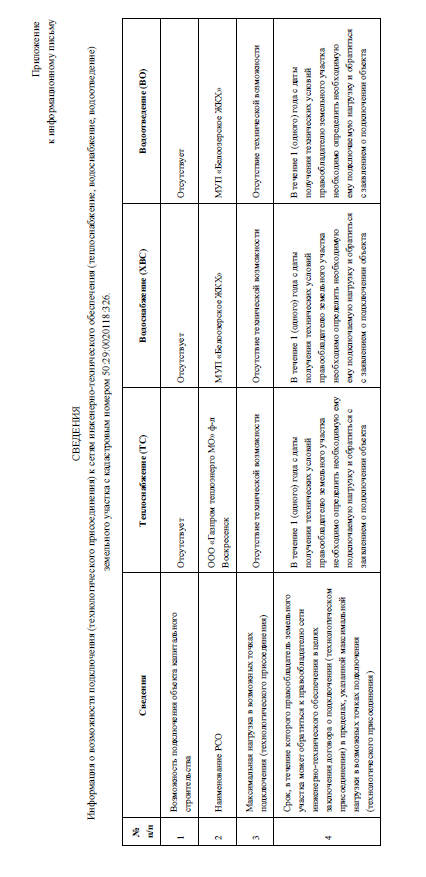 Приложение
к информационному письму
СВЕДЕНИЯ
Информация о возможности подключения (технологического присоединения) к сетям инженерно-технического обеспечения (теплоснабжение, водоснабжение, водоотведение)
земельного участка с кадастровым номером 50:29:0020118:326.
№
п/п
Сведения
Теплоснабжение (ТС)
Водоснабжение (ХВС)
Водоотведение (ВО)
1
Возможность подключения объекта капитального
строительства
Отсутствует
Отсутствует
Отсутствует
2
Наименование РСО
ООО «Газпром теплоэнерго МО» ф-л
Воскресенск
МУП «Белоозерское ЖКХ»
МУП «Белоозерское ЖКХ»
3
Максимальная нагрузка в возможных точках
подключения (технологического присоединения)
Отсутствие технической возможности
Отсутствие технической возможности
Отсутствие технической возможности
4
Срок, в течение которого правообладатель земельного
участка может обратиться к правообладателю сети
инженерно-технического обеспечения в целях
заключения договора о подключении (технологическом
присоединении) в пределах, указанной максимальной
нагрузки в возможных точках подключения
(технологического присоединения)
В течение 1 (одного) года с даты
получения технических условий
правообладателю земельного участка
необходимо определить необходимую ему
подключаемую нагрузку и обратиться с
заявлением о подключении объекта
В течение 1 (одного) года с даты
получения технических условий
правообладателю земельного участка
необходимо определить необходимую
ему подключаемую нагрузку и обратиться
с заявлением о подключении объекта
В течение 1 (одного) года с даты
получения технических условий
правообладателю земельного участка
необходимо определить необходимую
ему подключаемую нагрузку и обратиться
с заявлением о подключении объекта